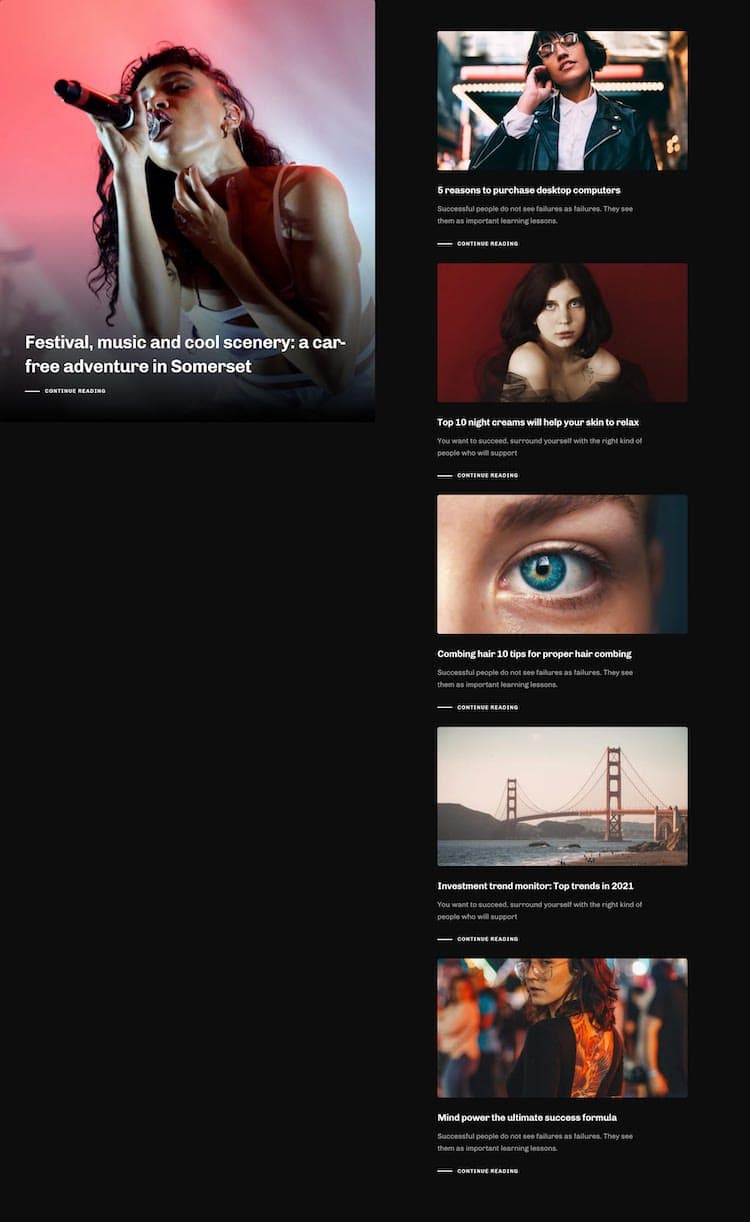 Festival, music and cool scenery: a car-
free adventure in Somerset
CONTINUE READING
5 reasons to purchase desktop computers
Successful people do not see failures as failures. They see
them as important learning lessons.
CONTINUE READING
Top 10 night creams will help your skin to relax
You want to succeed, surround yourself with the right kind of
people who will support
CONTINUE READING
Combing hair 10 tips for proper hair combing
Successful people do not see failures as failures. They see
them as important learning lessons.
CONTINUE READING
Investment trend monitor: Top trends in 2021
You want to succeed, surround yourself with the right kind of
people who will support
CONTINUE READING
Mind power the ultimate success formula
Successful people do not see failures as failures. They see
them as important learning lessons.
CONTINUE READING